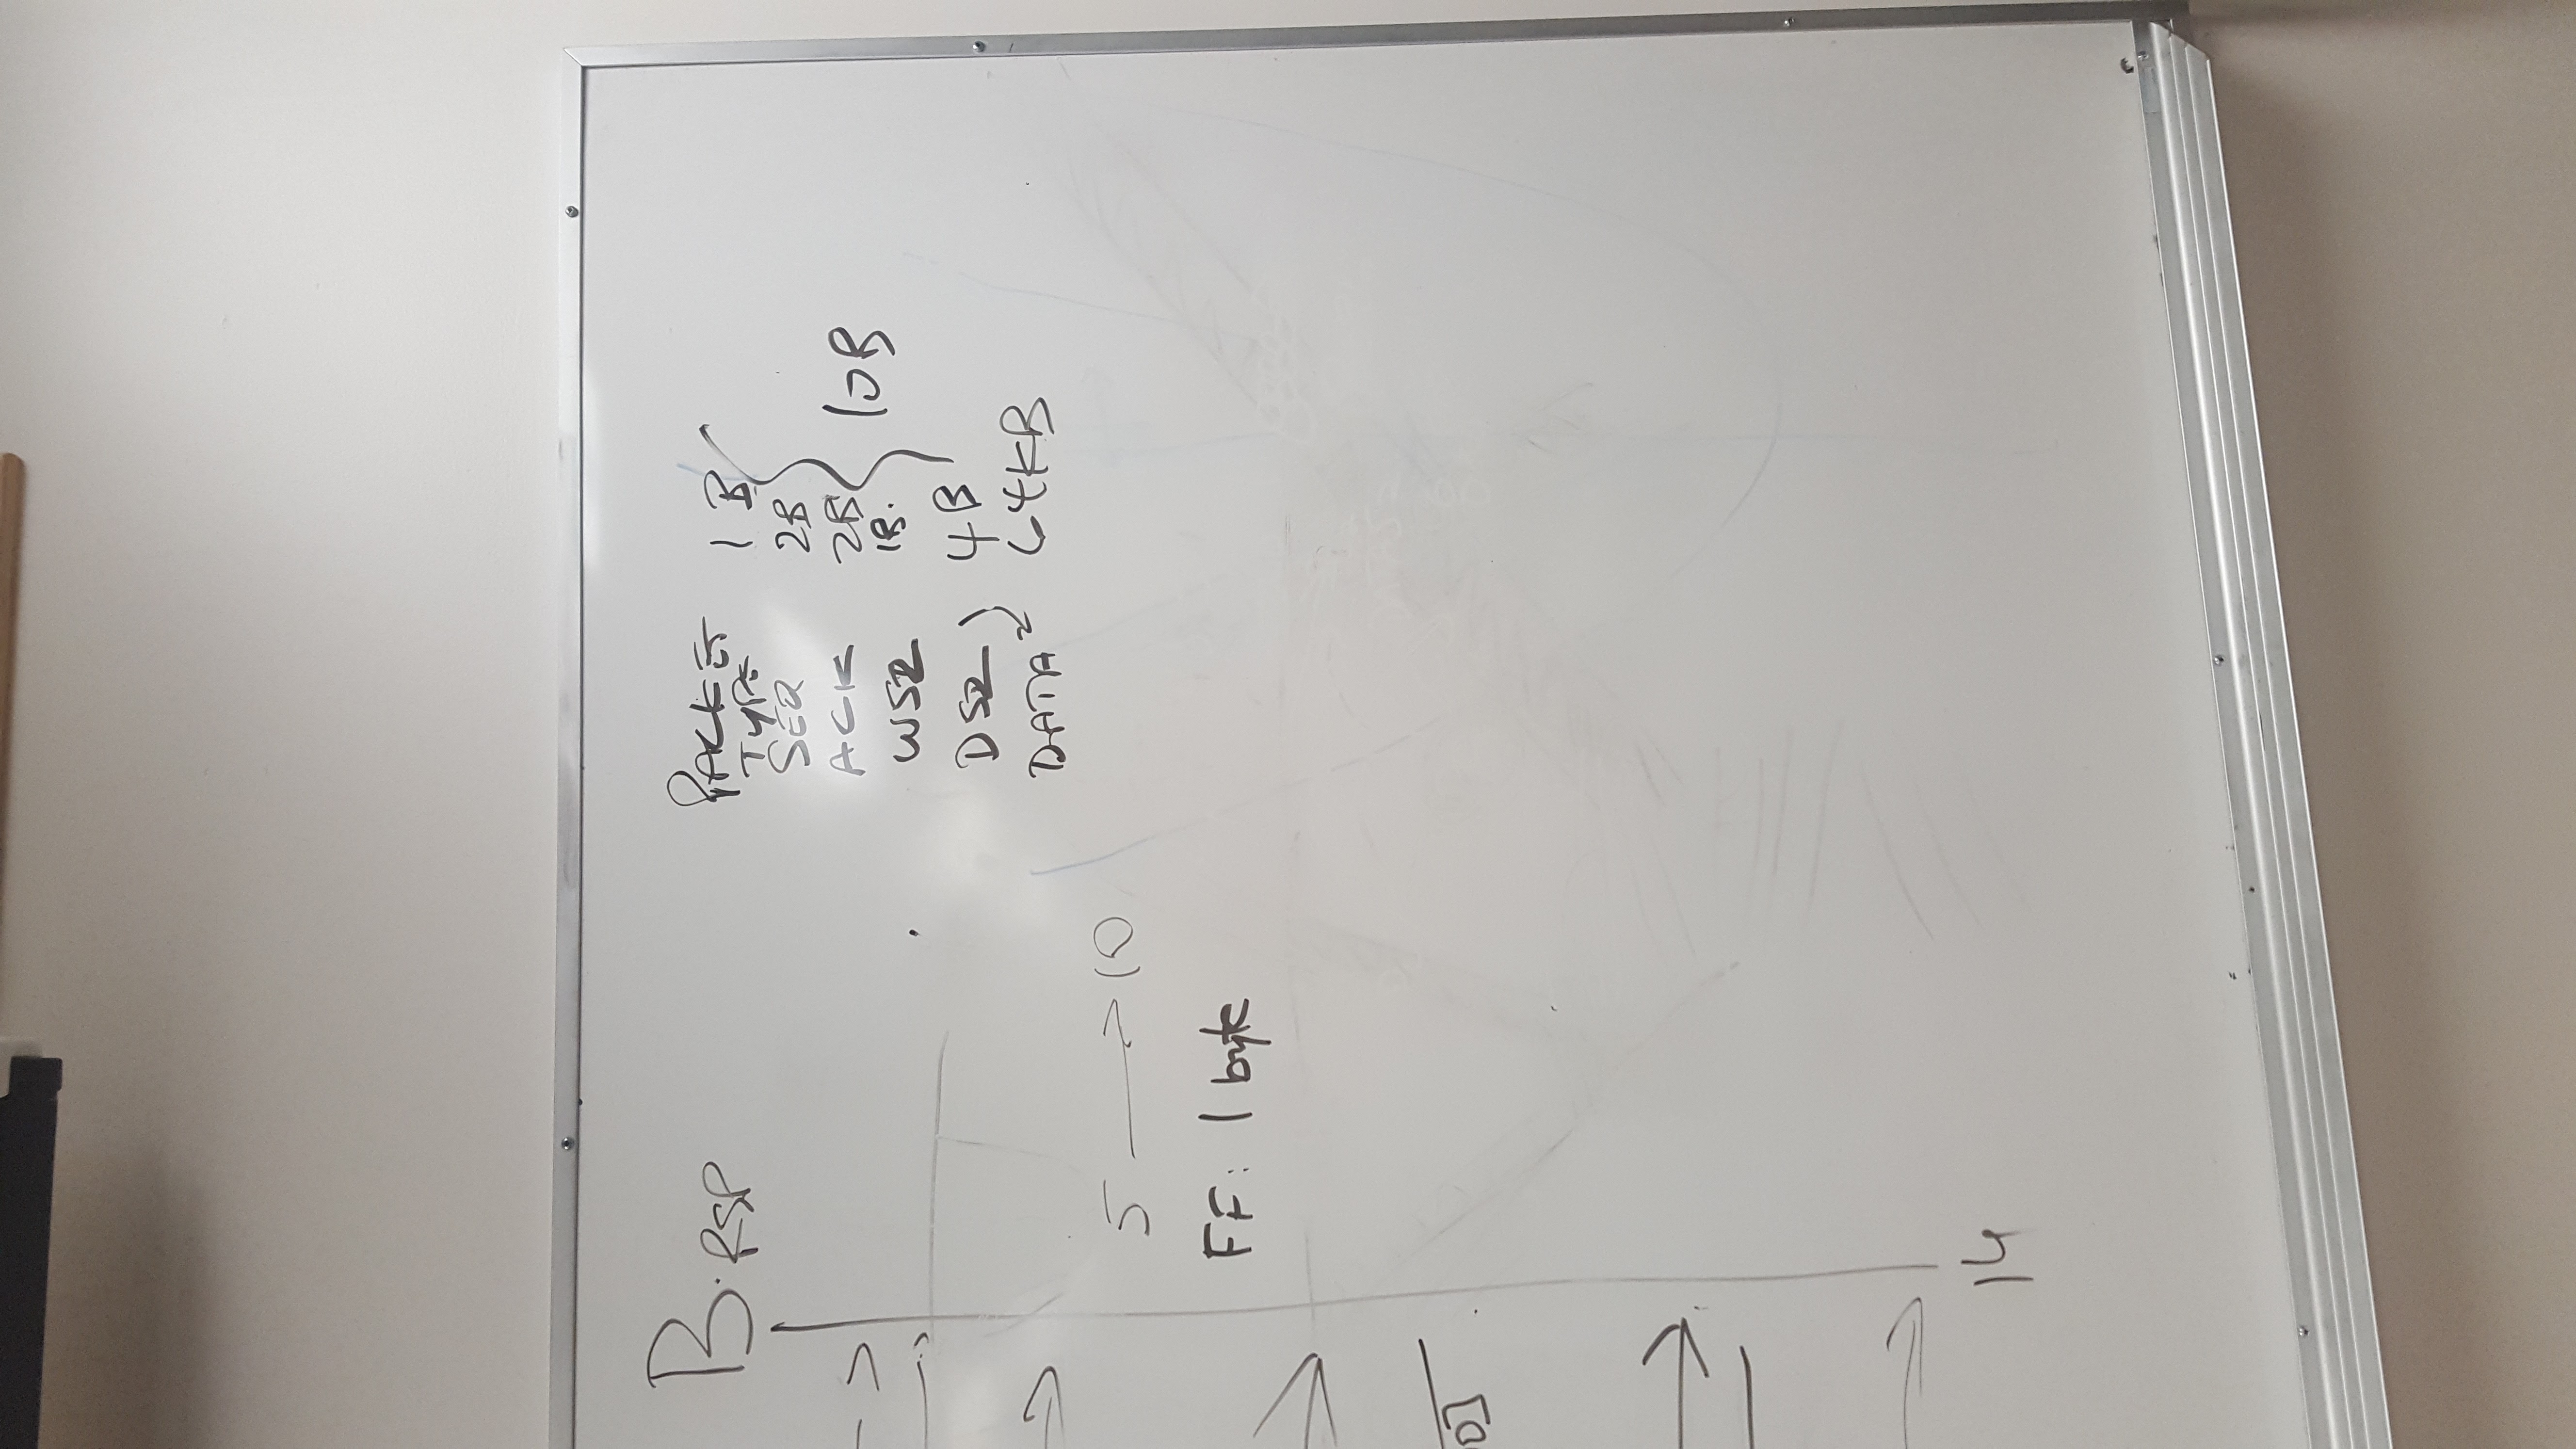 B. RSP
PACKET
TYPE 1 B
SEQ 2B
ACK 2B
WSZ 1B.
10B
DSZ 4B
DATA 64KB
5 → 10
FF: 1 byte
0]
14